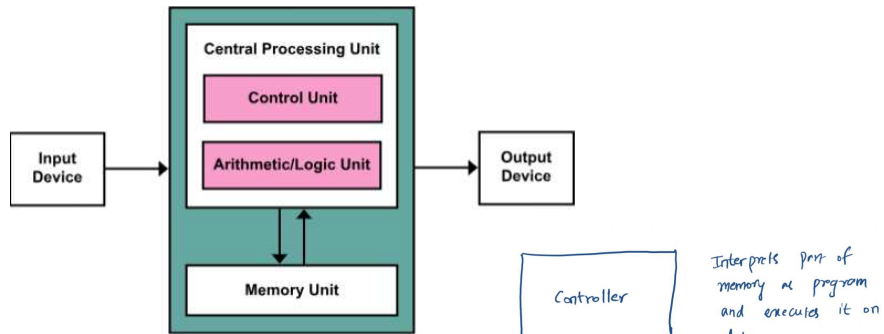 Central Processing Unit
Control Unit
Arithmetic/Logic Unit
Input
Device
Output
Device
Memory Unit
Controller
Interprets part of
memory as program
and executes it on